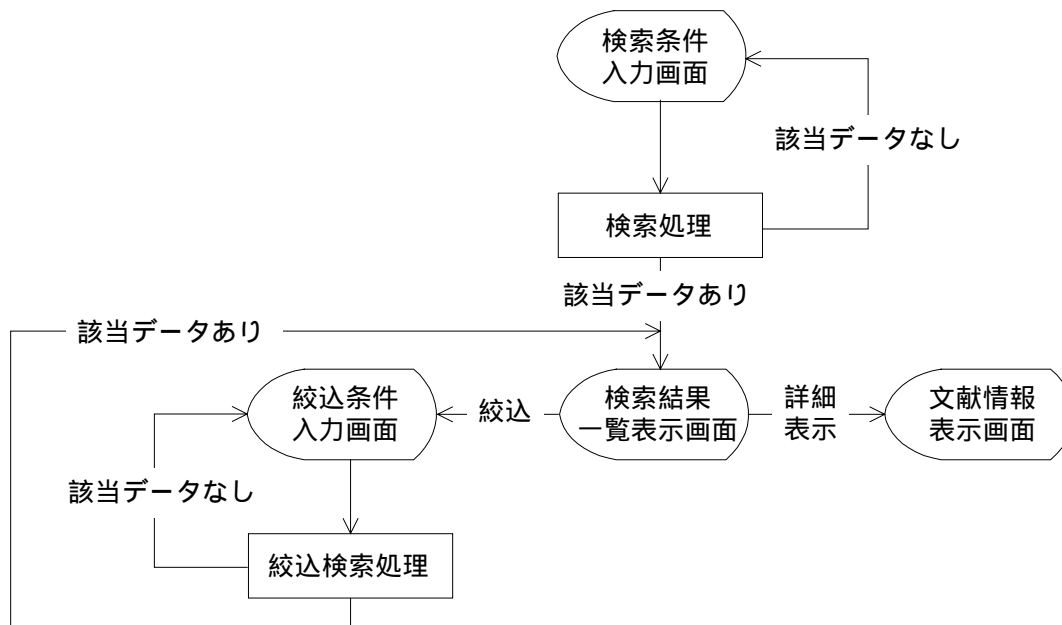 検索条件
入力画面
該当データなし
検索処理
該当データあり
該当データあり
絞込条件
入力画面
絞込
検索結果
一覧表示画面
詳細
表示
文献情報
表示画面
該当データなし
絞込検索処理